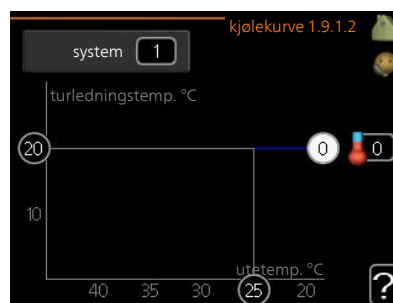 kjølekurve 1.9.1.2
system 1
turledningstemp. °C
20 0 0
10
utetemp. °C
40 35 30 25 20
?